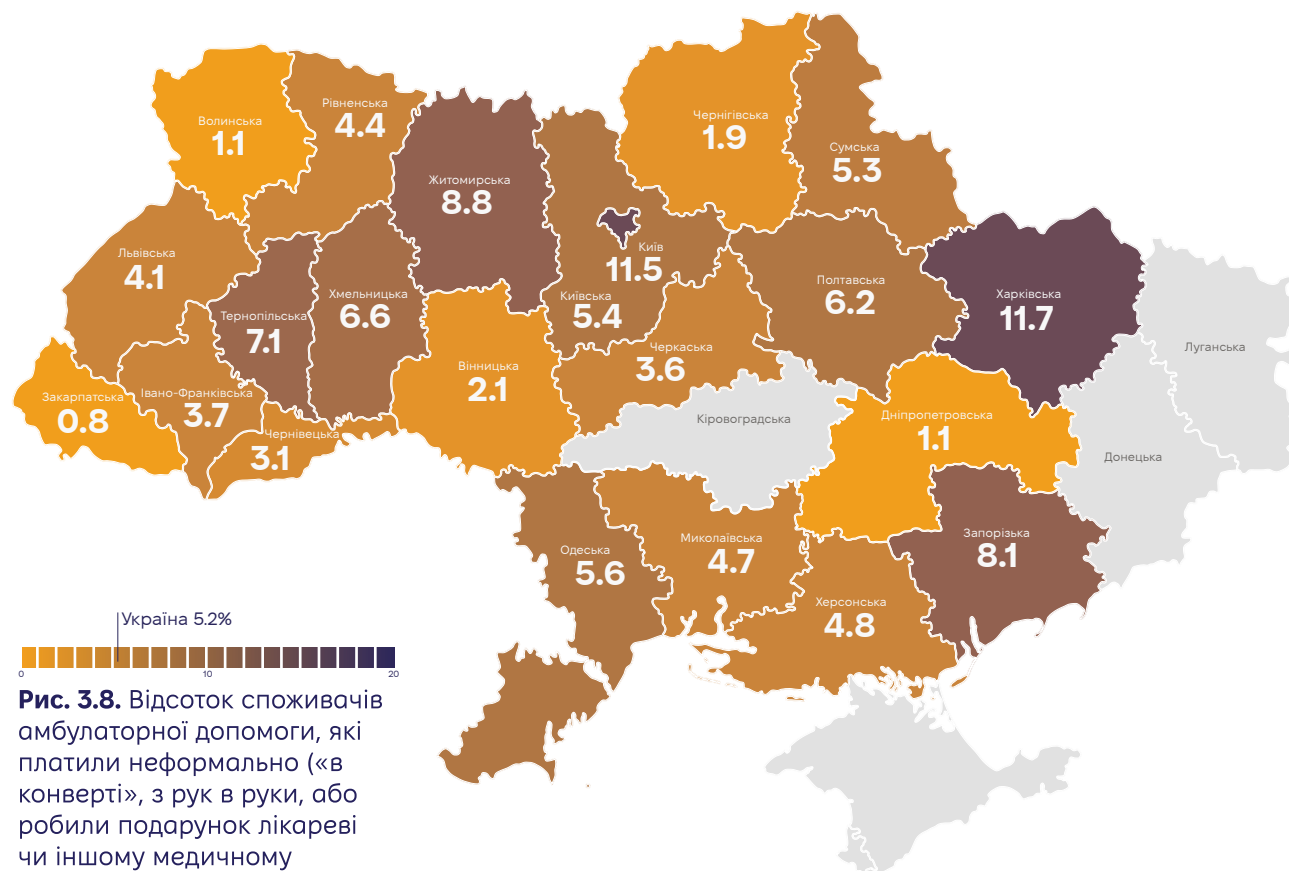 Волинська
1.1
Рівненська
4.4
Житомирська
8.8
Чернігівська
1.9
Сумська
5.3
Львівська
4.1
Тернопільська
7.1
Хмельницька
6.6
Київ
11.5
Київська
5.4
Полтавська
6.2
Харківська
11.7
Луганська
Закарпатська
0.8
Івано-Франківська
3.7
Чернівецька
3.1
Вінницька
2.1
Черкаська
3.6
Кіровоградська
Дніпропетровська
1.1
Донецька
Одеська
5.6
Миколаївська
4.7
Херсонська
4.8
Запорізька
8.1
Україна 5.2%
0 10 20
Рис. 3.8. Відсоток споживачів
амбулаторної допомоги, які
платили неформально («в
конверті», з рук в руки, або
робили подарунок лікареві
чи іншому медичному